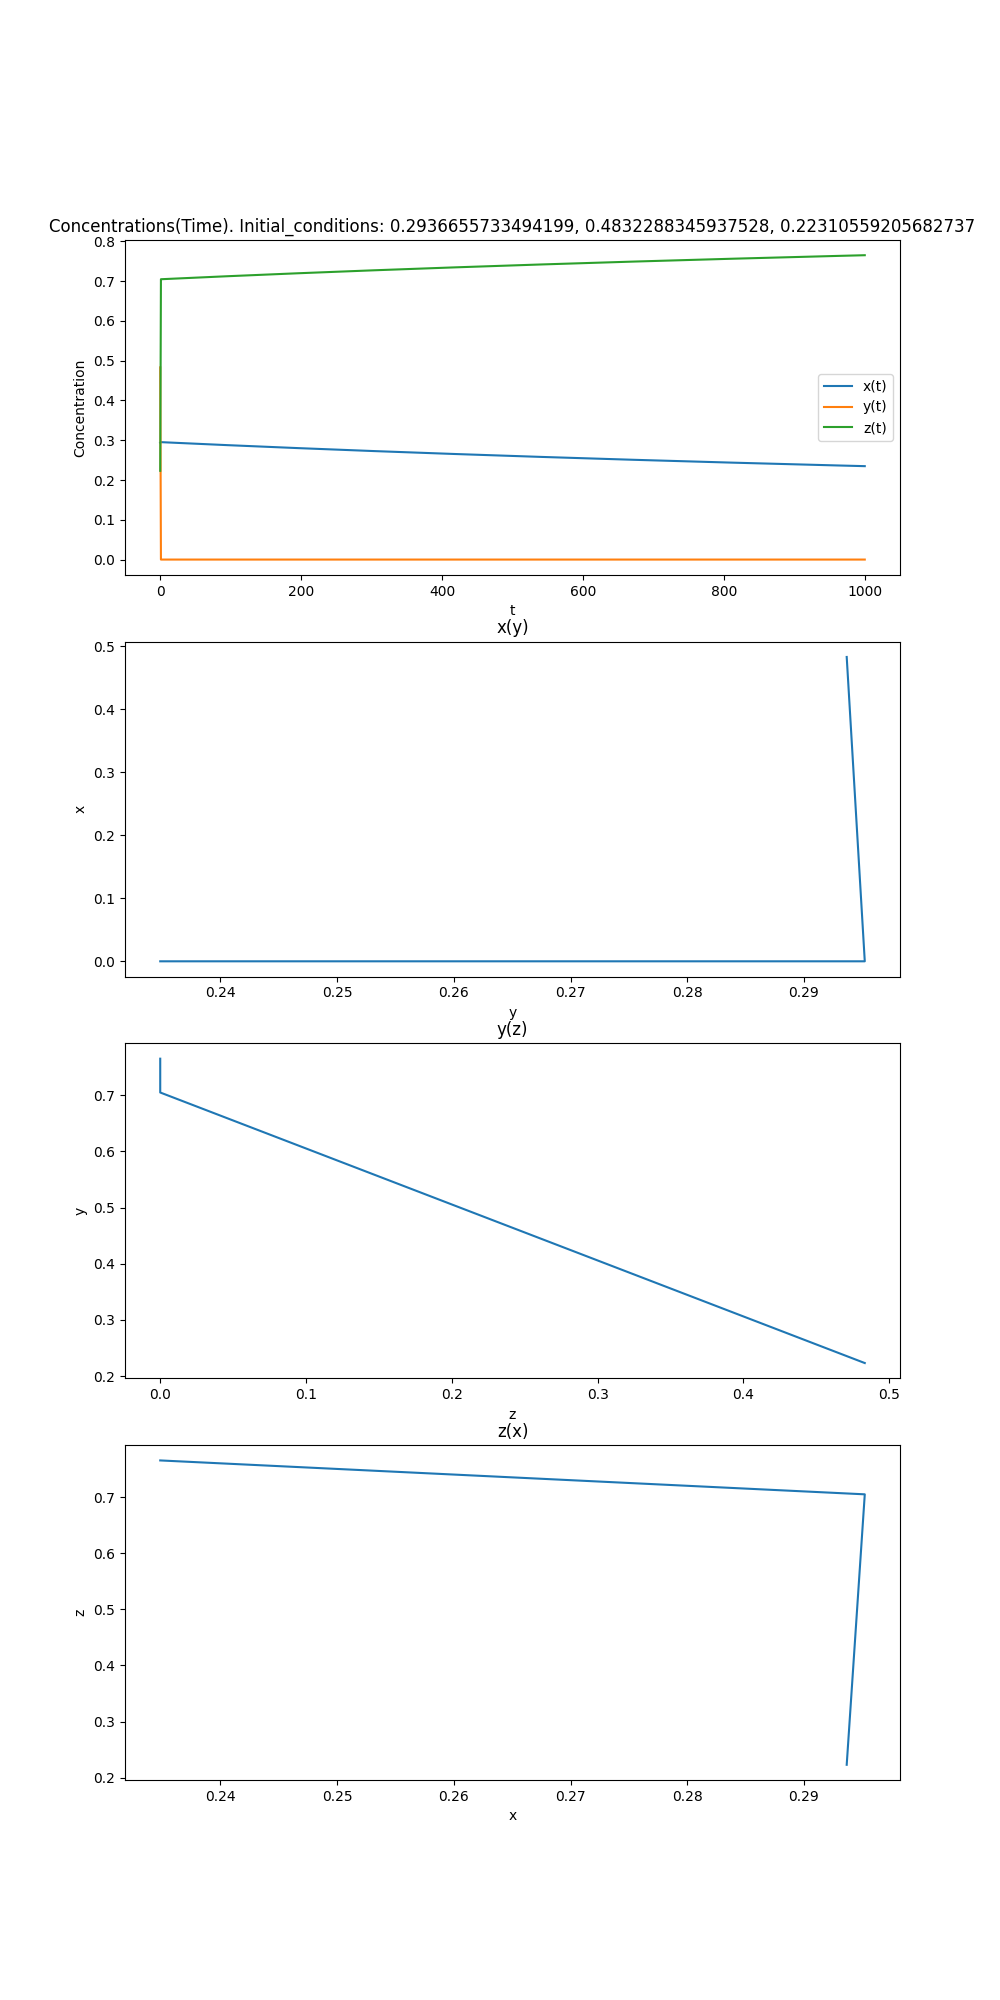 Concentrations(Time). Initial_conditions: 0.2936655733494199, 0.4832288345937528, 0.22310559205682737
0.8
0.7
0.6
0.5
0.4
0.3
0.2
0.1
0.0
Concentration
x(t)
y(t)
z(t)
0 200 400 600 800 1000
t
x(y)
0.5
0.4
0.3
0.2
0.1
0.0
x
0.24 0.25 0.26 0.27 0.28 0.29
y
y(z)
0.7
0.6
0.5
0.4
0.3
0.2
y
0.0 0.1 0.2 0.3 0.4 0.5
z
z(x)
0.7
0.6
0.5
0.4
0.3
0.2
z
0.24 0.25 0.26 0.27 0.28 0.29
x